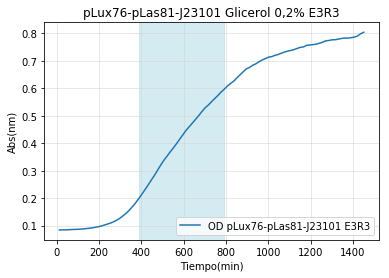 pLux76-pLas81-J23101 Glicerol 0,2% E3R3
0.8
0.7
0.6
0.5
0.4
0.3
0.2
0.1
Abs(nm)
OD pLux76-pLas81-J23101 E3R3
0 200 400 600 800 1000 1200 1400
Tiempo(min)